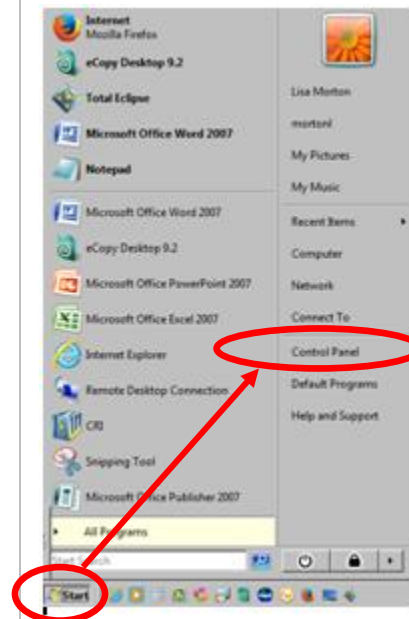 Internet
Mozilla Firefox
eCopy Desktop 9.2
Total Eclipse
Microsoft Office Word 2007
Notepad
Microsoft Office Word 2007
eCopy Desktop 9.2
Microsoft Office PowerPoint 2007
Microsoft Office Excel 2007
Internet Explorer
Remote Desktop Connection
CRI
Snipping Tool
Microsoft Office Publisher 2007
All Programs
Start Search
Lisa Morton
mortonl
My Pictures
My Music
Recent Items
Computer
Network
Connect To
Control Panel
Default Programs
Help and Support
Start